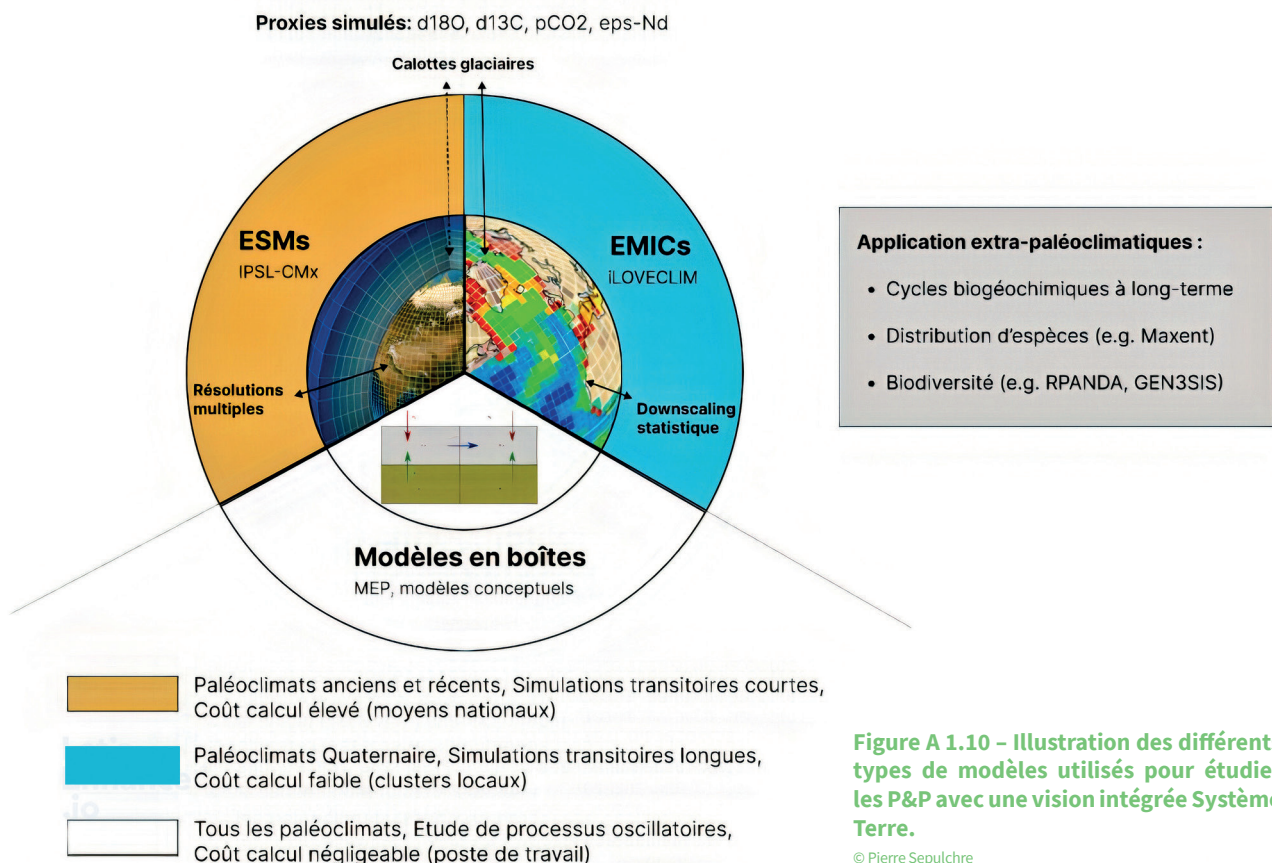 Proxies simulés: d18O, d13C, pCO2, eps-Nd
Calottes glaciaires
ESMs
IPSL-CMx
EMICs
iLOVECLIM
Résolutions
multiples
Downscaling
statistique
Modèles en boîtes
MEP, modèles conceptuels
Application extra-paléoclimatiques :
• Cycles biogéochimiques à long-terme
• Distribution d'espèces (e.g. Maxent)
• Biodiversité (e.g. RPANDA, GEN3SIS)
Paléoclimats anciens et récents, Simulations transitoires courtes,
Coût calcul élevé (moyens nationaux)
Paléoclimats Quaternaire, Simulations transitoires longues,
Coût calcul faible (clusters locaux)
Tous les paléoclimats, Etude de processus oscillatoires,
Coût calcul négligeable (poste de travail)
Figure A 1.10 – Illustration des différent
types de modèles utilisés pour étudie
les P&P avec une vision intégrée Système
Terre.
© Pierre Sepulchre